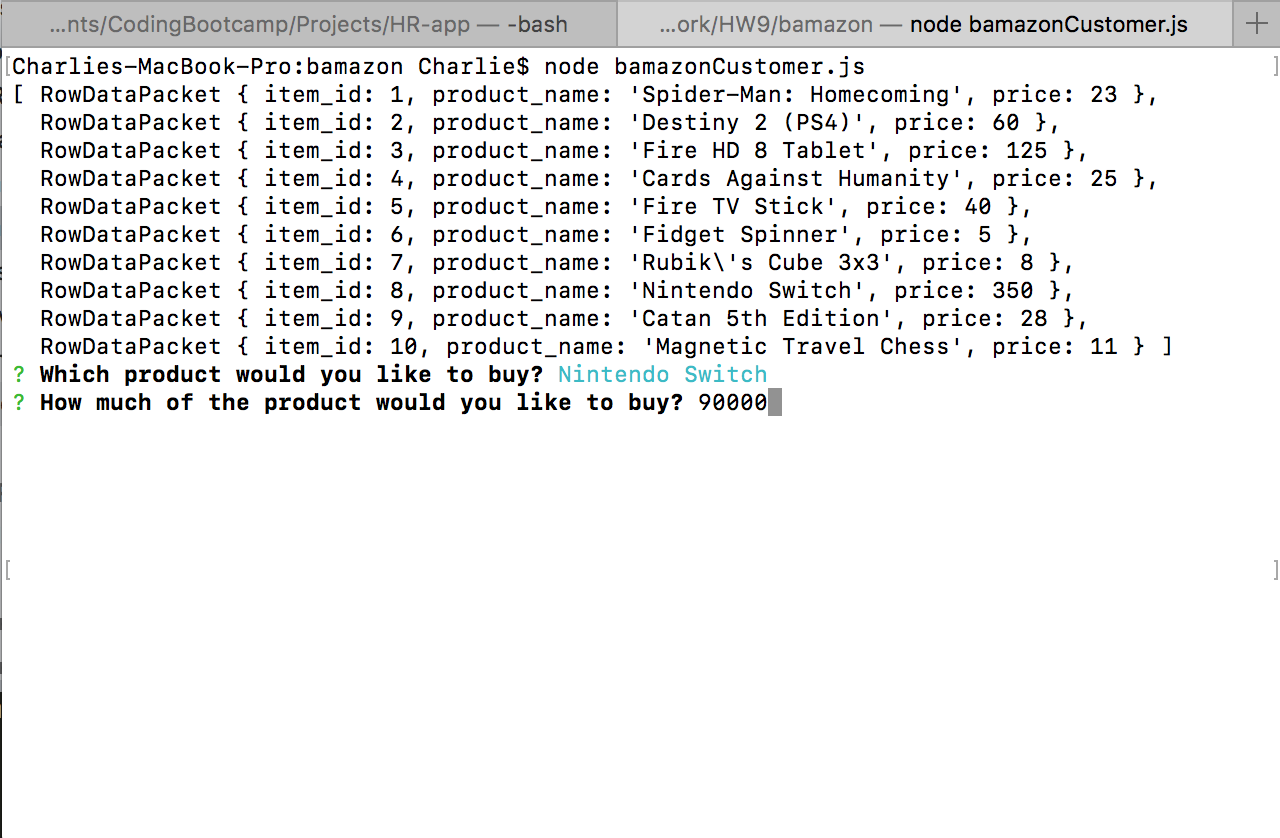 ...nts/CodingBootcamp/Projects/HR-app — -bash
...ork/HW9/bamazon — node bamazonCustomer.js
[Charlies-MacBook-Pro:bamazon Charlie$ node bamazonCustomer.js ]
[ RowDataPacket { item_id: 1, product_name: 'Spider-Man: Homecoming', price: 23 },
  RowDataPacket { item_id: 2, product_name: 'Destiny 2 (PS4)', price: 60 },
  RowDataPacket { item_id: 3, product_name: 'Fire HD 8 Tablet', price: 125 },
  RowDataPacket { item_id: 4, product_name: 'Cards Against Humanity', price: 25 },
  RowDataPacket { item_id: 5, product_name: 'Fire TV Stick', price: 40 },
  RowDataPacket { item_id: 6, product_name: 'Fidget Spinner', price: 5 },
  RowDataPacket { item_id: 7, product_name: 'Rubik\'s Cube 3x3', price: 8 },
  RowDataPacket { item_id: 8, product_name: 'Nintendo Switch', price: 350 },
  RowDataPacket { item_id: 9, product_name: 'Catan 5th Edition', price: 28 },
  RowDataPacket { item_id: 10, product_name: 'Magnetic Travel Chess', price: 11 } ]
? Which product would you like to buy? Nintendo Switch
? How much of the product would you like to buy? 90000
[ ]